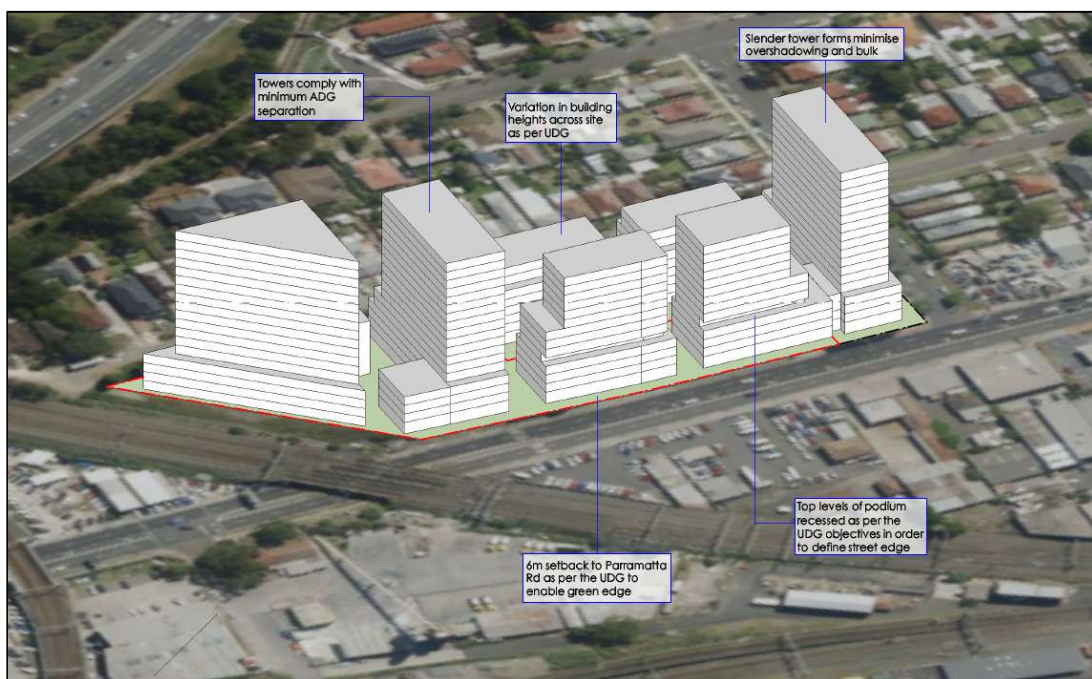 Slender tower forms minimise
overshadowing and bulk
Towers comply with
minimum ADG
separation
Variation in building
heights across site
as per UDG
Top levels of podium
recessed as per the
UDG objectives in order
to define street edge
6m setback to Parramatta
Rd as per the UDG to
enable green edge